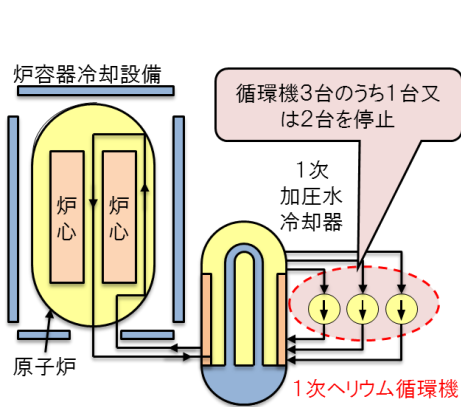 炉容器冷却設備
循環機3台のうち1台又
は2台を停止
1次
加圧水
冷却器
炉
心
炉
心
原子炉
1次ヘリウム循環機